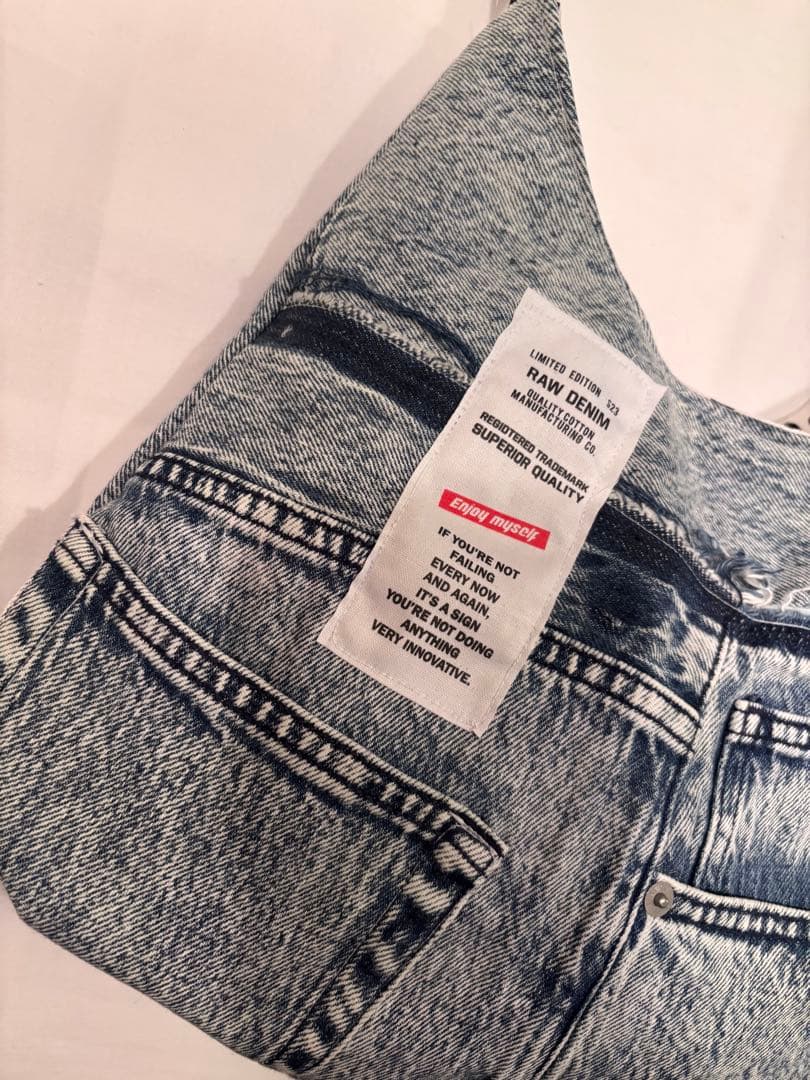 LIMITED EDITION S23
RAW DENIM
QUALITY COTTON
MANUFACTURING CO.
REGIDTERED TRADEMARK
SUPERIOR QUALITY
Enjoy myself
IF YOU'RE NOT
FAILING
EVERY NOW
AND AGAIN,
IT'S A SIGN
YOU'RE NOT DOING
ANYTHING
VERY INNOVATIVE.